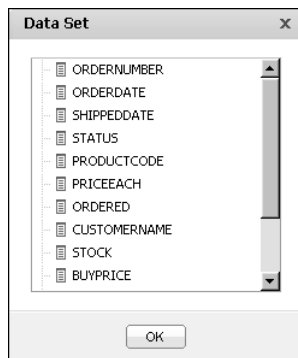 Data Set
ORDERNUMBER
ORDERDATE
SHIPPEDDATE
STATUS
PRODUCTCODE
PRICEEACH
ORDERED
CUSTOMERNAME
STOCK
BUYPRICE
OK